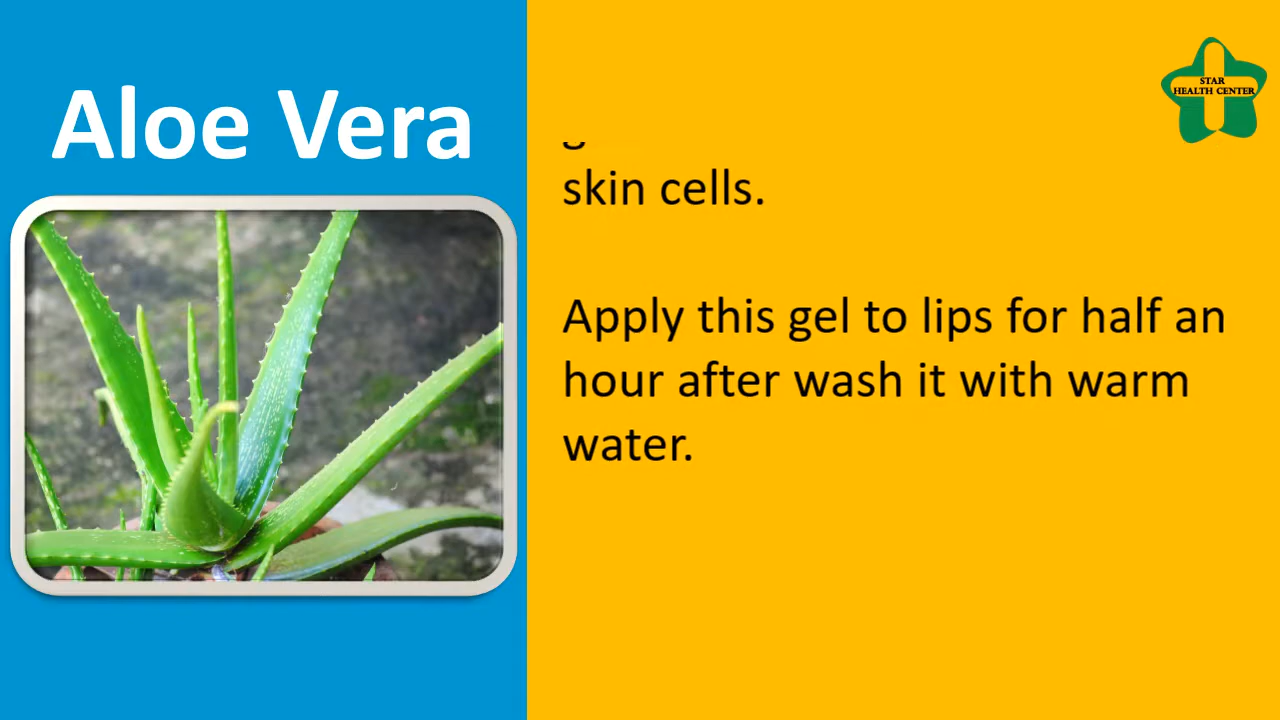 Aloe Vera
STAR
HEALTH CENTER
skin cells.
Apply this gel to lips for half an
hour after wash it with warm
water.